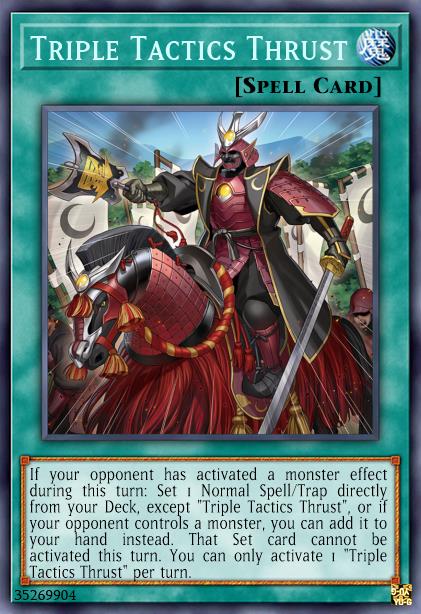 TRIPLE TACTICS THRUST
魔
[SPELL CARD]
If your opponent has activated a monster effect
during this turn: Set 1 Normal Spell/Trap directly
from your Deck, except "Triple Tactics Thrust", or if
your opponent controls a monster, you can add it to
your hand instead. That Set card cannot be
activated this turn. You can only activate 1 "Triple
Tactics Thrust" per turn.
35269904